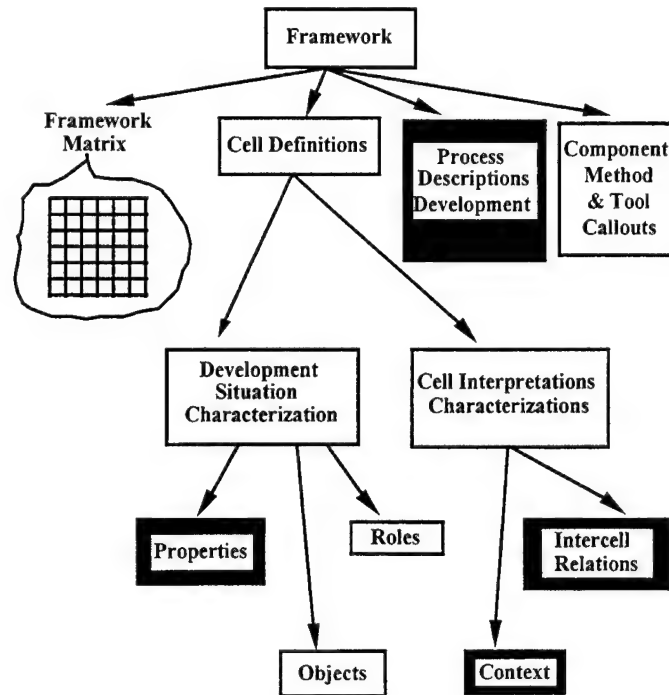 Framework
Framework
Matrix
Cell Definitions
Process
Descriptions
Development
Component
Method
& Tool
Callouts
Development
Situation
Characterization
Cell Interpretations
Characterizations
Properties
Roles
Intercell
Relations
Objects
Context